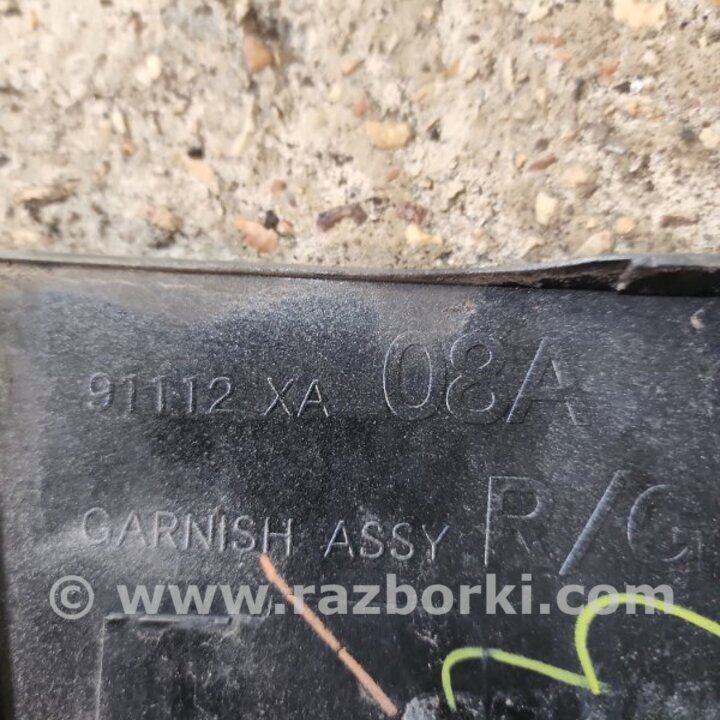 91112 XA 08A
GARNISH ASSY R/G
© www.razborki.com